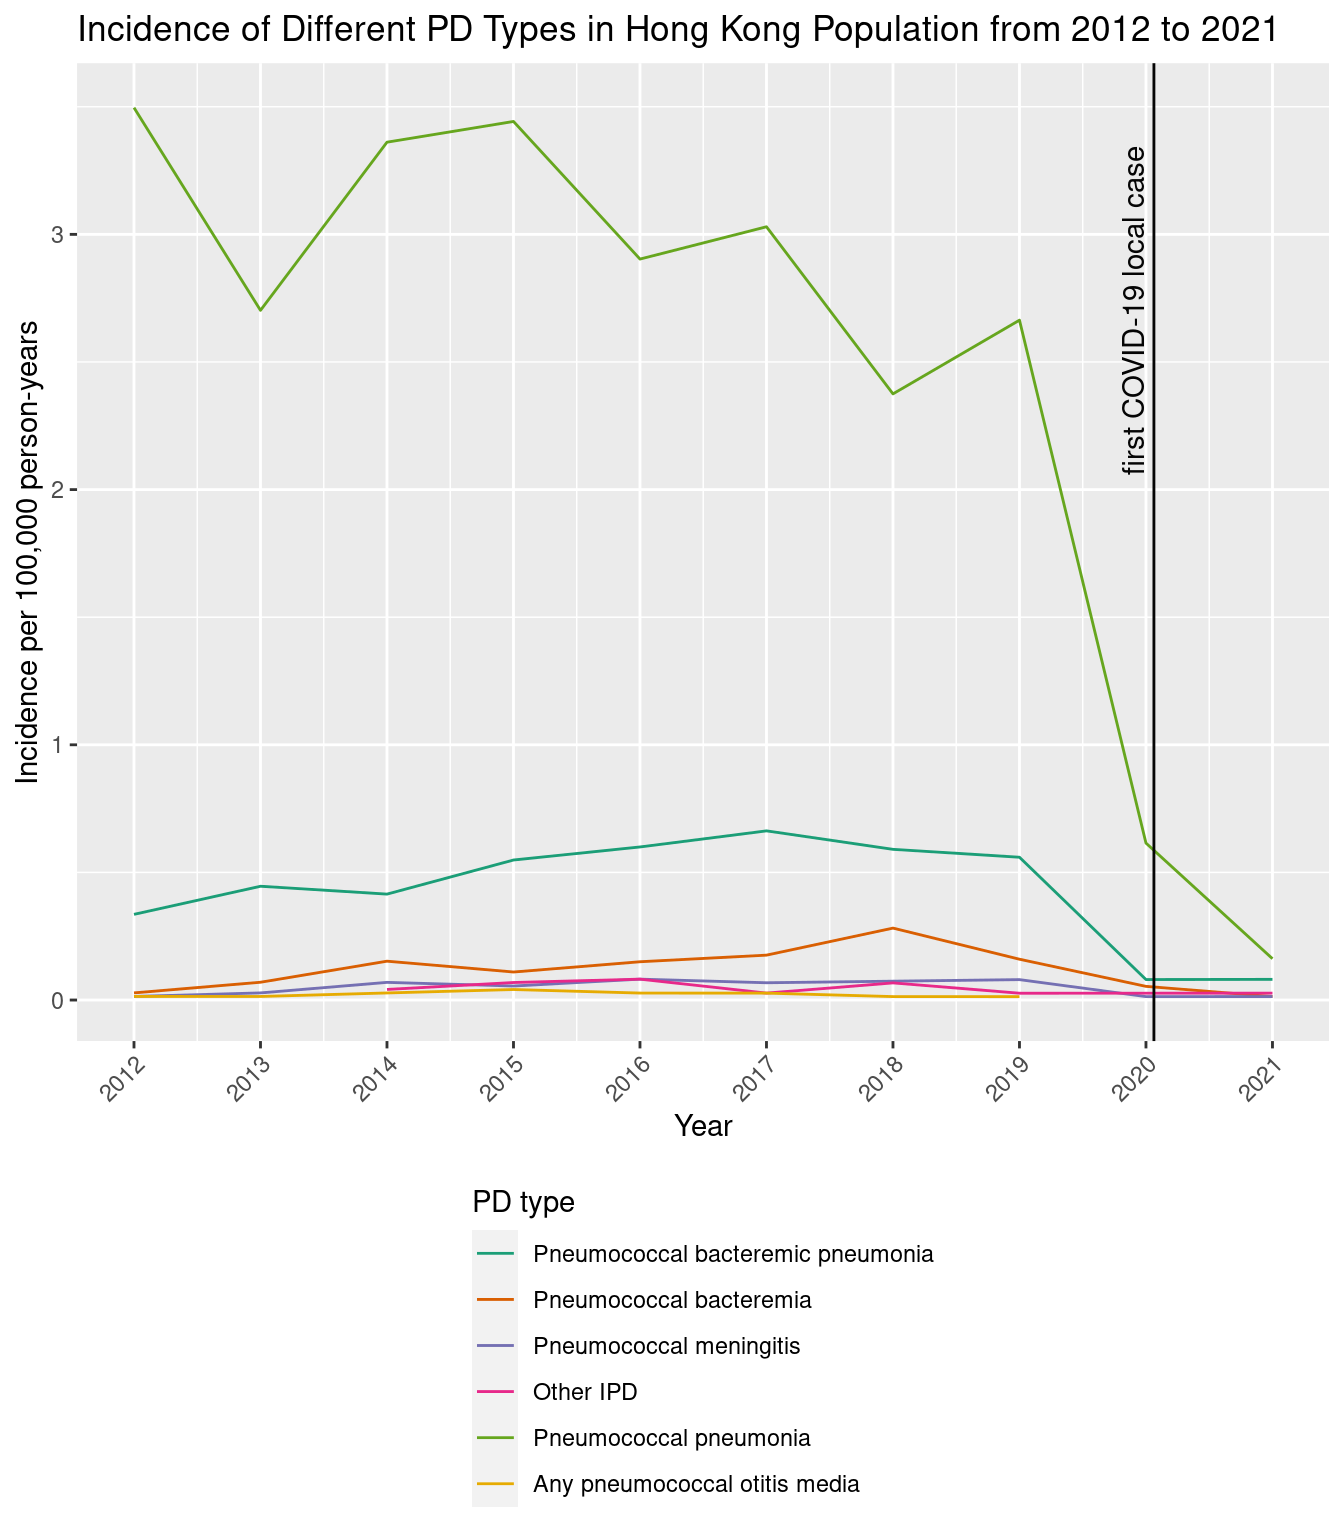 Incidence of Different PD Types in Hong Kong Population from 2012 to 2021
Incidence per 100,000 person-years
3
2
1
0
first COVID-19 local case
2012
2013
2014
2015
2016
2017
2018
2019
2020
2021
Year
PD type
Pneumococcal bacteremic pneumonia
Pneumococcal bacteremia
Pneumococcal meningitis
Other IPD
Pneumococcal pneumonia
Any pneumococcal otitis media